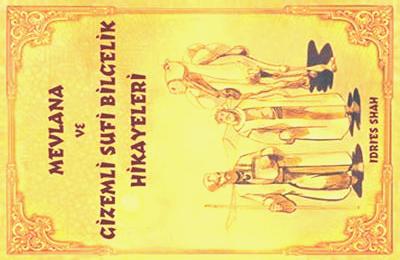 MEVLANA
VE
GİZEMLİ SUFİ BİLGELİK
HİKAYELERİ
IDRIES SHAH